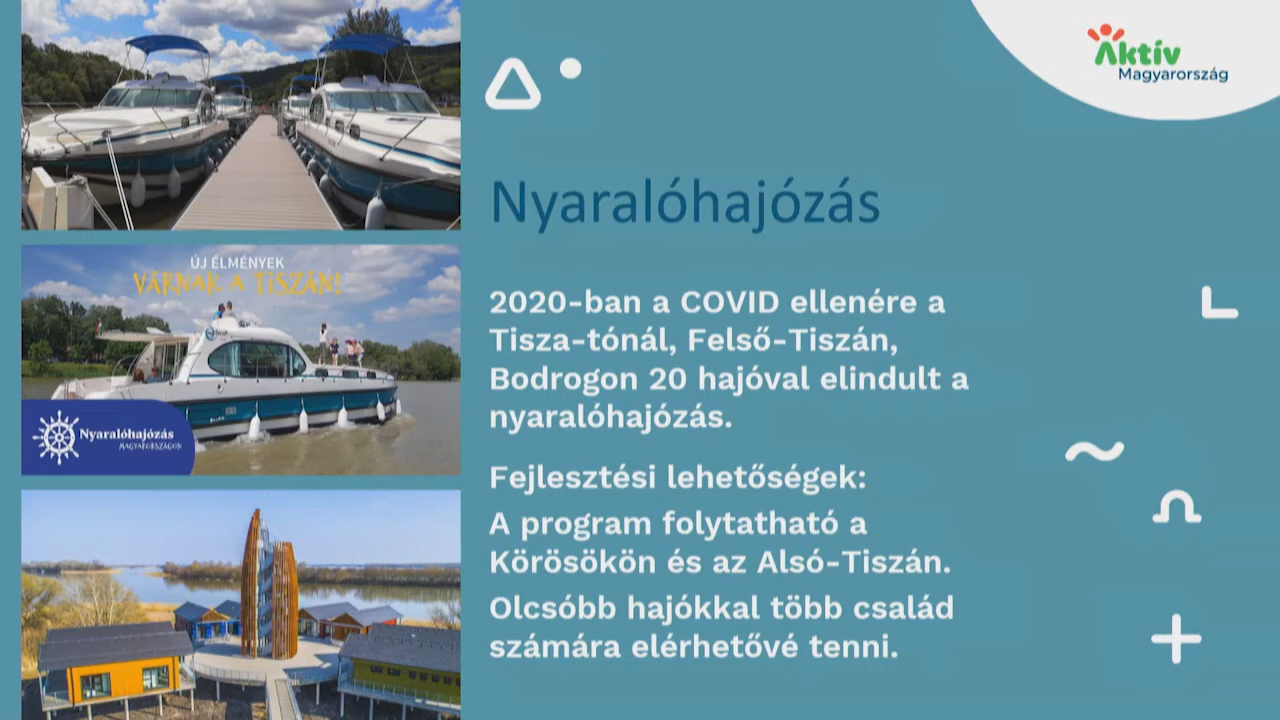 Aktív
Magyarország
Nyaralóhajózás
2020-ban a COVID ellenére a
Tisza-tónál, Felső-Tiszán,
Bodrogon 20 hajóval elindult a
nyaralóhajózás.
Fejlesztési lehetőségek:
A program folytatható a
Körösökön és az Alsó-Tiszán.
Olcsóbb hajókkal több család
számára elérhetővé tenni.
ÚJ ÉLMÉNYEK
VÁRNAK A TISZÁN!
Nyaralóhajózás
MAGYARORSZÁGON